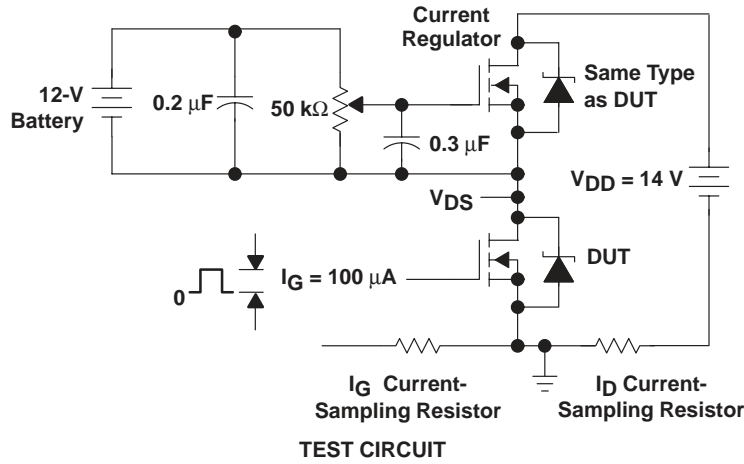 Current
Regulator
12-V
Battery
0.2 µF
50 kΩ
Same Type
as DUT
0.3 µF
VDS
VDD = 14 V
0
IG = 100 µA
DUT
IG Current-
Sampling Resistor
ID Current-
Sampling Resistor
TEST CIRCUIT